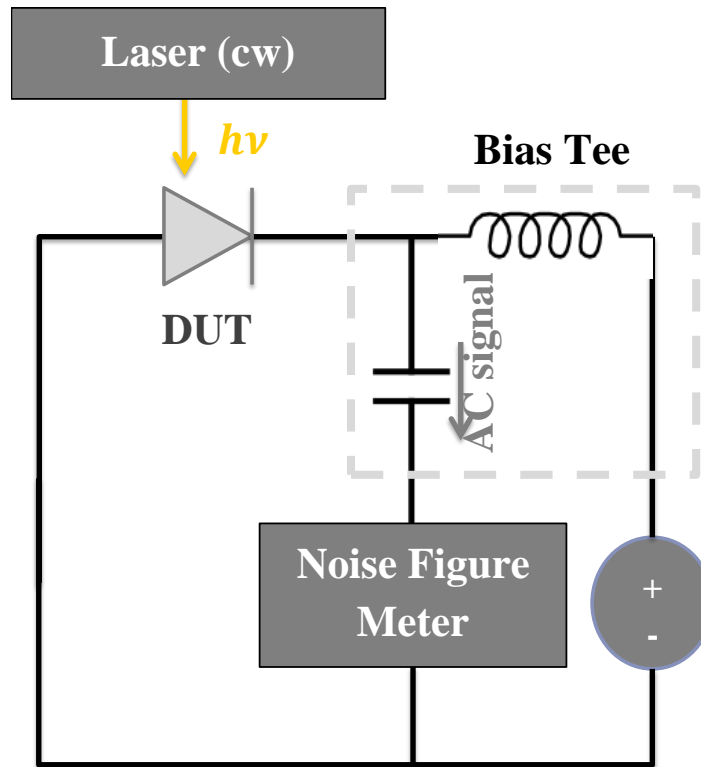 Laser (cw)
hν
Bias Tee
DUT
AC signal
Noise Figure
Meter
+
-